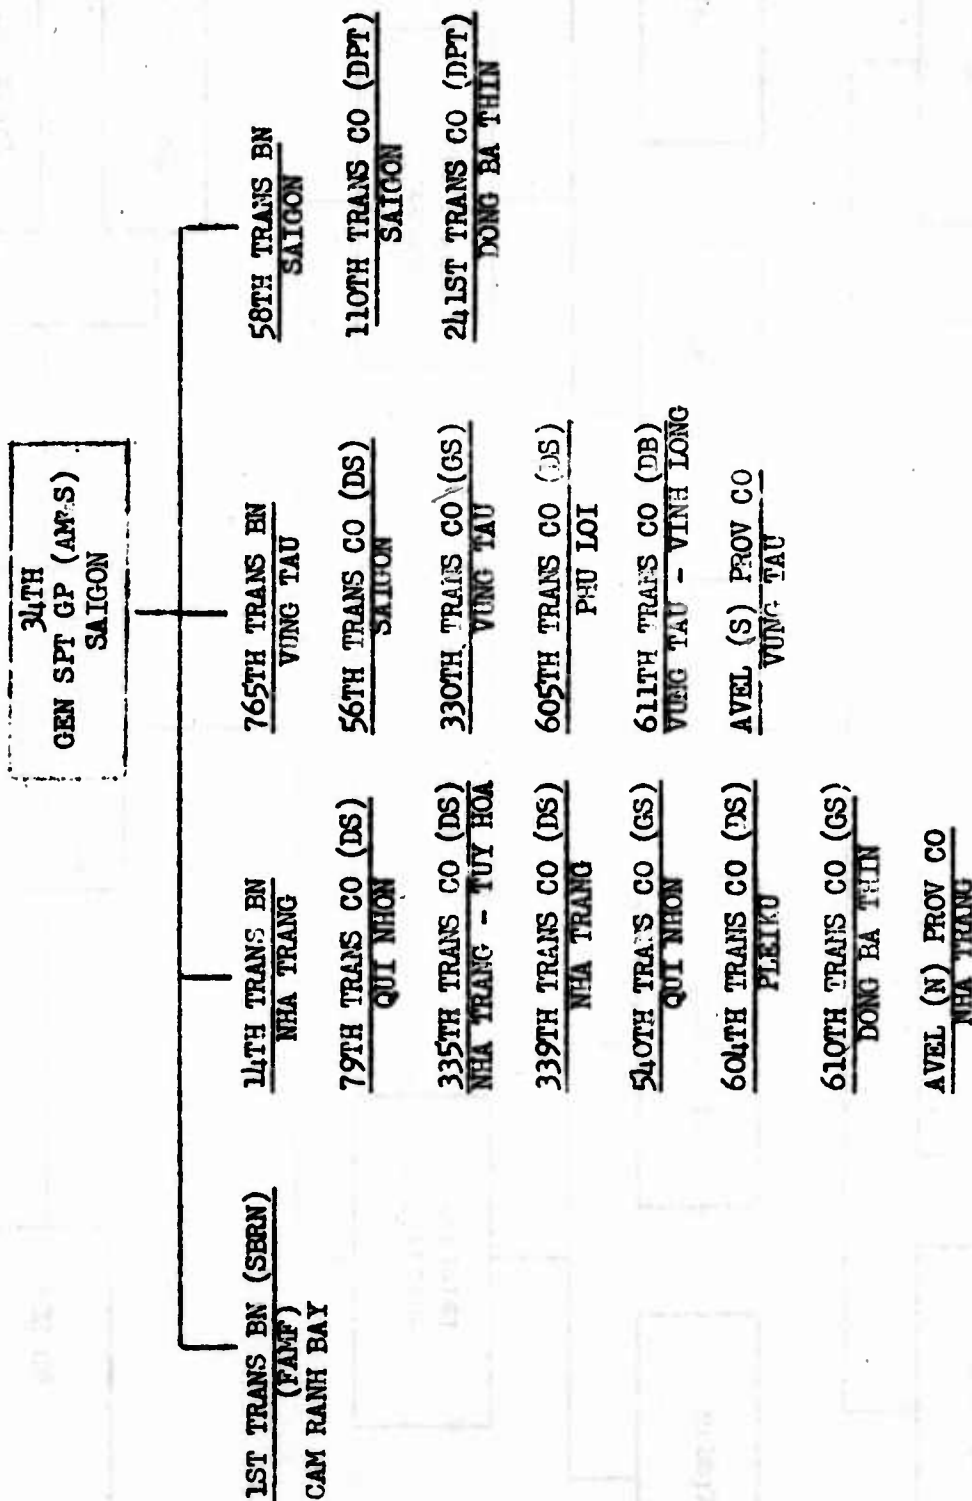 34TH
GEN SPT GP (AM&S)
SAIGON
1ST TRANS BN (SBRN)
(FAMF)
CAM RANH BAY
14TH TRANS BN
NHA TRANG
79TH TRANS CO (DS)
QUI NHON
335TH TRANS CO (DS)
NHA TRANG - TUY HOA
339TH TRANS CO (DS)
NHA TRANG
540TH TRANS CO (GS)
QUI NHON
604TH TRANS CO (DS)
PLEIKU
610TH TRANS CO (GS)
DONG BA THIN
AVEL (N) PROV CO
NHA TRANG
765TH TRANS BN
VUNG TAU
56TH TRANS CO (DS)
SAIGON
330TH TRANS CO (GS)
VUNG TAU
605TH TRANS CO (DS)
PHU LOI
611TH TRANS CO (DB)
VUNG TAU - VINH LONG
AVEL (S) PROV CO
VUNG TAU
58TH TRANS BN
SAIGON
110TH TRANS CO (DPT)
SAIGON
241ST TRANS CO (DPT)
DONG BA THIN